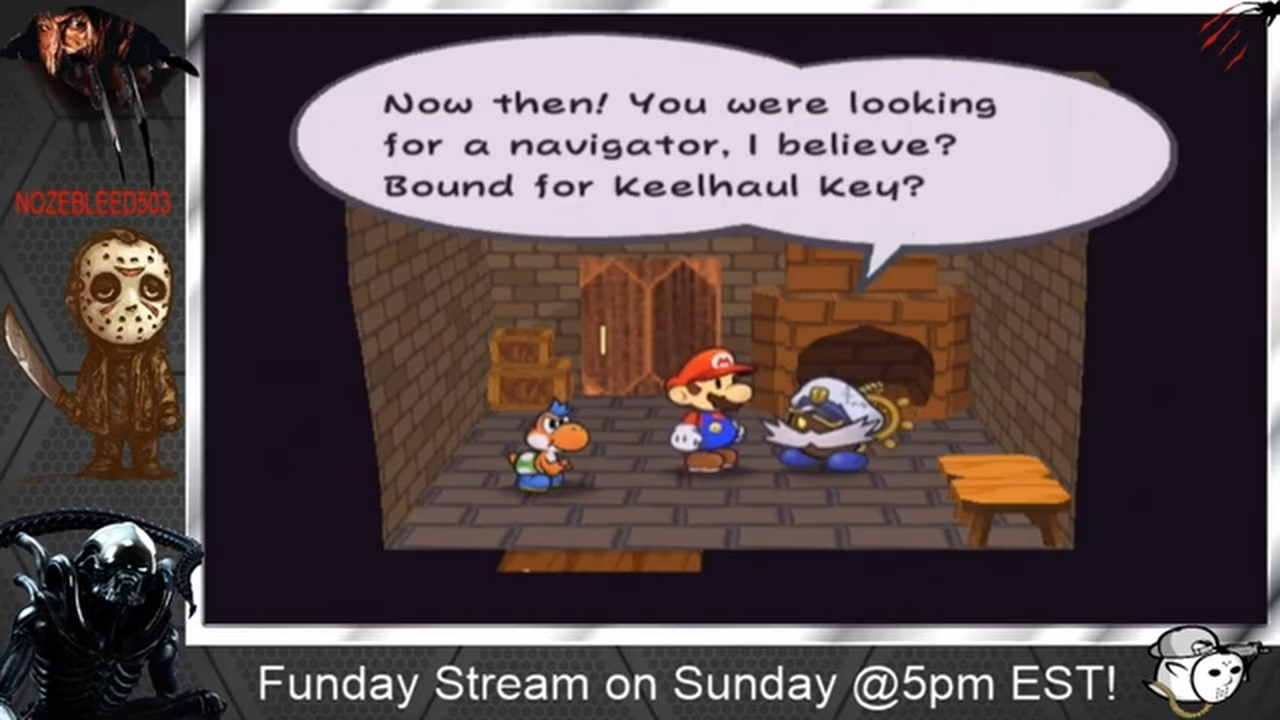 Now then! You were looking
for a navigator, I believe?
Bound for Keelhaul Key?
NOZEBLEED503
M
Funday Stream on Sunday @5pm EST!